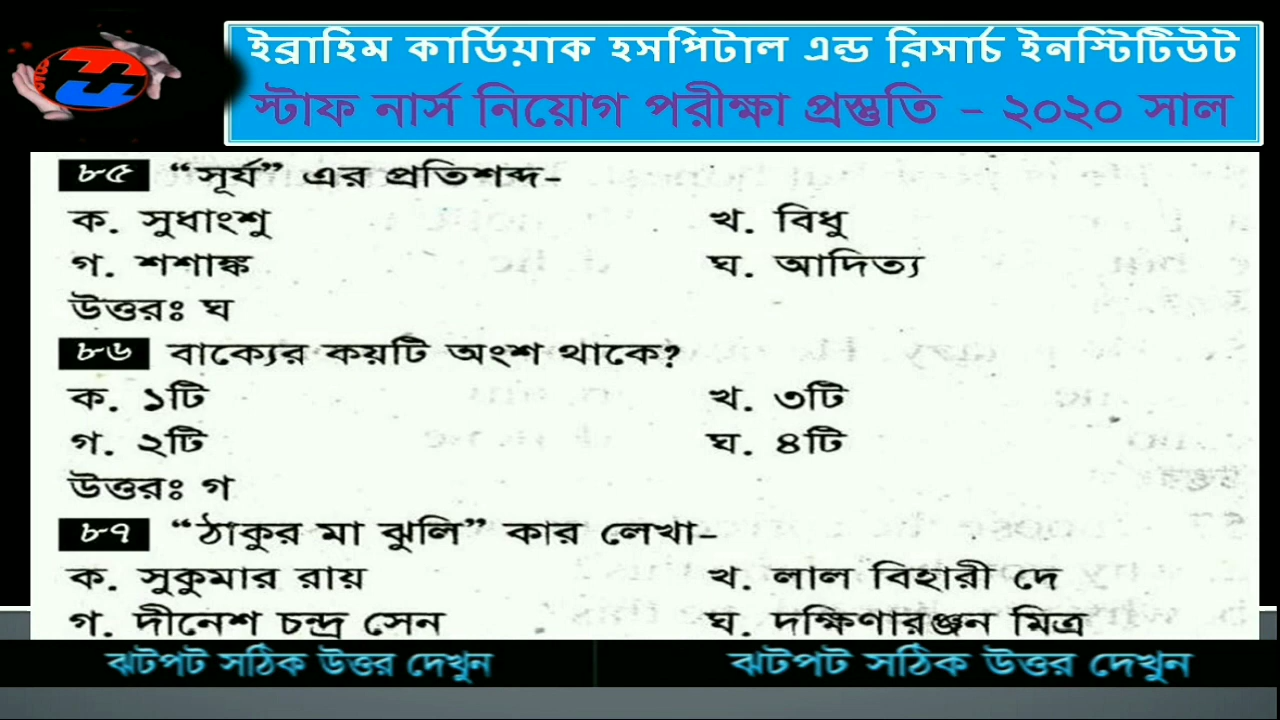 ইব্রাহিম কার্ডিয়াক হসপিটাল এন্ড রিসার্চ ইনস্টিটিউট
স্টাফ নার্স নিয়োগ পরীক্ষা প্রস্তুতি - ২০২০ সাল
৮৫ “সূর্য” এর প্রতিশব্দ-
ক. সুধাংশু খ. বিধু
গ. শশাঙ্ক ঘ. আদিত্য
উত্তরঃ ঘ
৮৬ বাক্যের কয়টি অংশ থাকে?
ক. ১টি খ. ৩টি
গ. ২টি ঘ. ৪টি
উত্তরঃ গ
৮৭ “ঠাকুর মা ঝুলি” কার লেখা-
ক. সুকুমার রায় খ. লাল বিহারী দে
গ. দীনেশ চন্দ্র সেন ঘ. দক্ষিণারঞ্জন মিত্র
ঝটপট সঠিক উত্তর দেখুন ঝটপট সঠিক উত্তর দেখুন